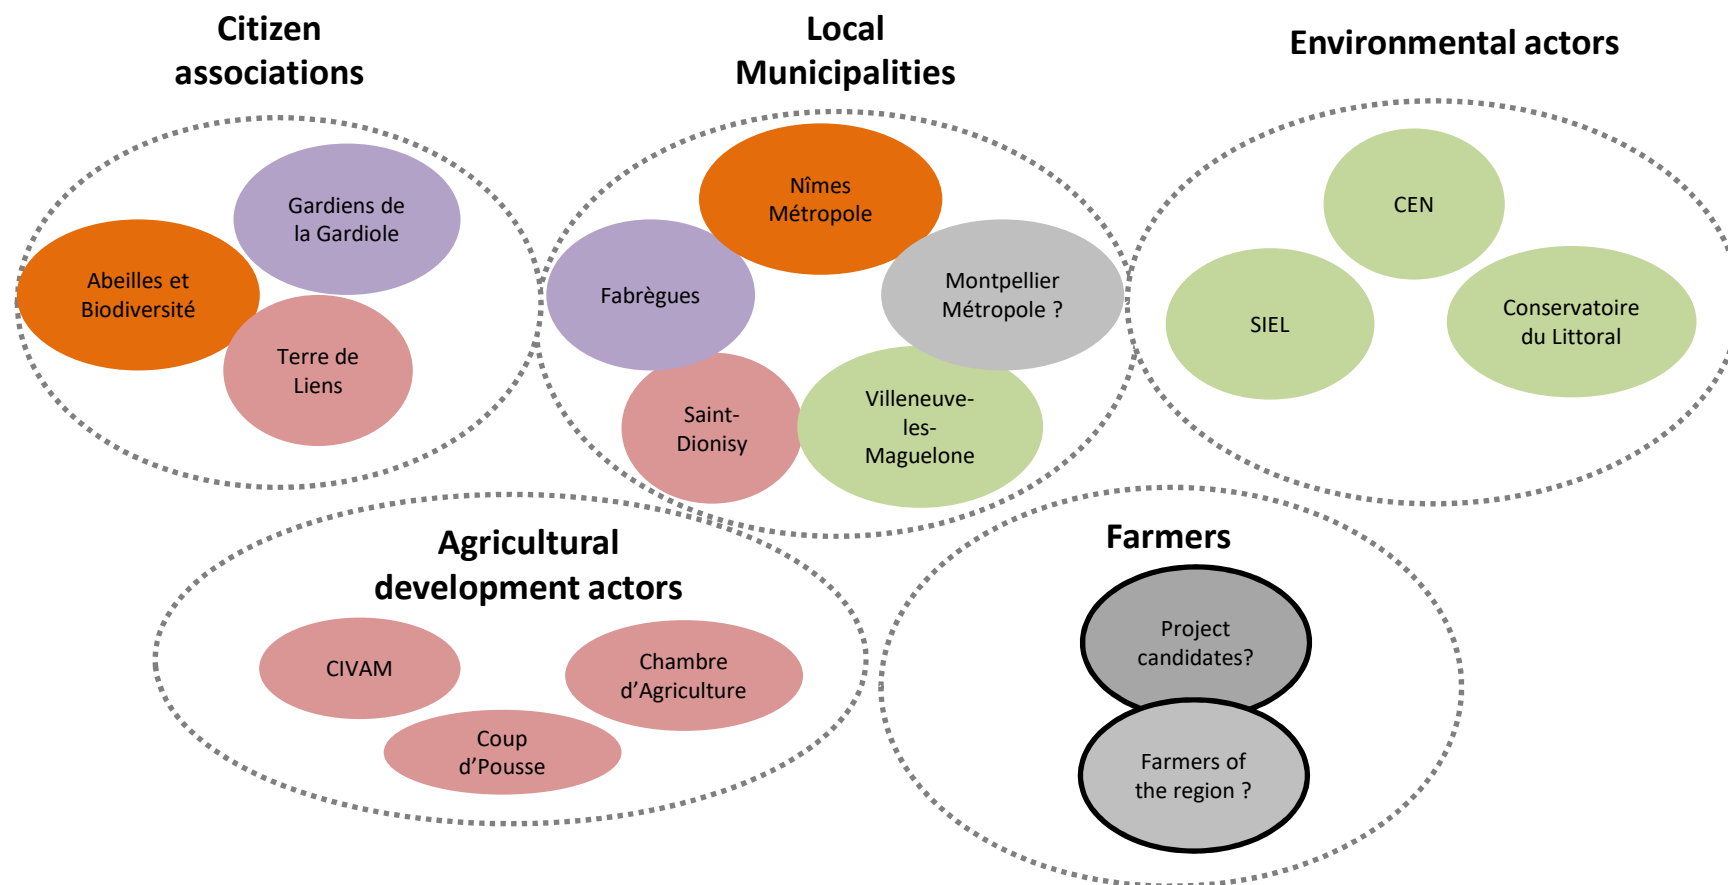 Citizen
associations
Local
Municipalities
Environmental actors
Gardiens de
la Gardiole
Abeilles et
Biodiversité
Terre de
Liens
Nîmes
Métropole
Fabrègues
Montpellier
Métropole ?
Saint-
Dionisy
Villeneuve-
les-
Maguelone
CEN
SIEL
Conservatoire
du Littoral
Agricultural
development actors
CIVAM
Chambre
d’Agriculture
Coup
d’Pousse
Farmers
Project
candidates?
Farmers of
the region ?